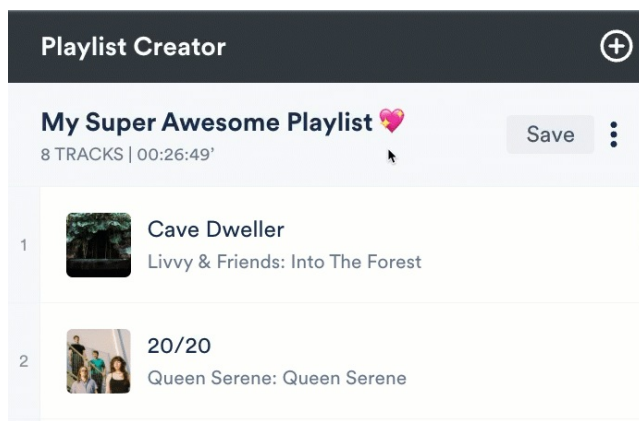 Playlist Creator
My Super Awesome Playlist 💖
8 TRACKS | 00:26:49’
Save
1
Cave Dweller
Livvy & Friends: Into The Forest
2
20/20
Queen Serene: Queen Serene